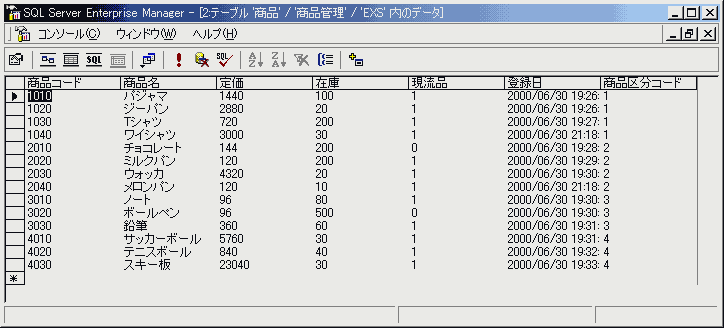 SQL Server Enterprise Manager - [2:テーブル '商品' / '商品管理' / 'EXS' 内のデータ]
コンソール(C) ウィンドウ(W) ヘルプ(H)
SQL SQL
商品コード 商品名 定価 在庫 現流品 登録日 商品区分コード
1010 パジャマ 1440 100 1 2000/06/30 19:26: 1
1020 ジーパン 2880 20 1 2000/06/30 19:26: 1
1030 Tシャツ 720 200 1 2000/06/30 19:27: 1
1040 ワイシャツ 3000 30 1 2000/06/30 21:18: 1
2010 チョコレート 144 200 0 2000/06/30 19:28: 2
2020 ミルクパン 120 200 1 2000/06/30 19:29: 2
2030 ウォッカ 4320 20 1 2000/06/30 19:30: 2
2040 メロンパン 120 10 1 2000/06/30 21:18: 2
3010 ノート 96 80 1 2000/06/30 19:30: 3
3020 ボールペン 96 500 0 2000/06/30 19:30: 3
3030 鉛筆 360 60 1 2000/06/30 19:31: 3
4010 サッカーボール 5760 30 1 2000/06/30 19:31: 4
4020 テニスボール 840 40 1 2000/06/30 19:32: 4
4030 スキー板 23040 30 1 2000/06/30 19:33: 4